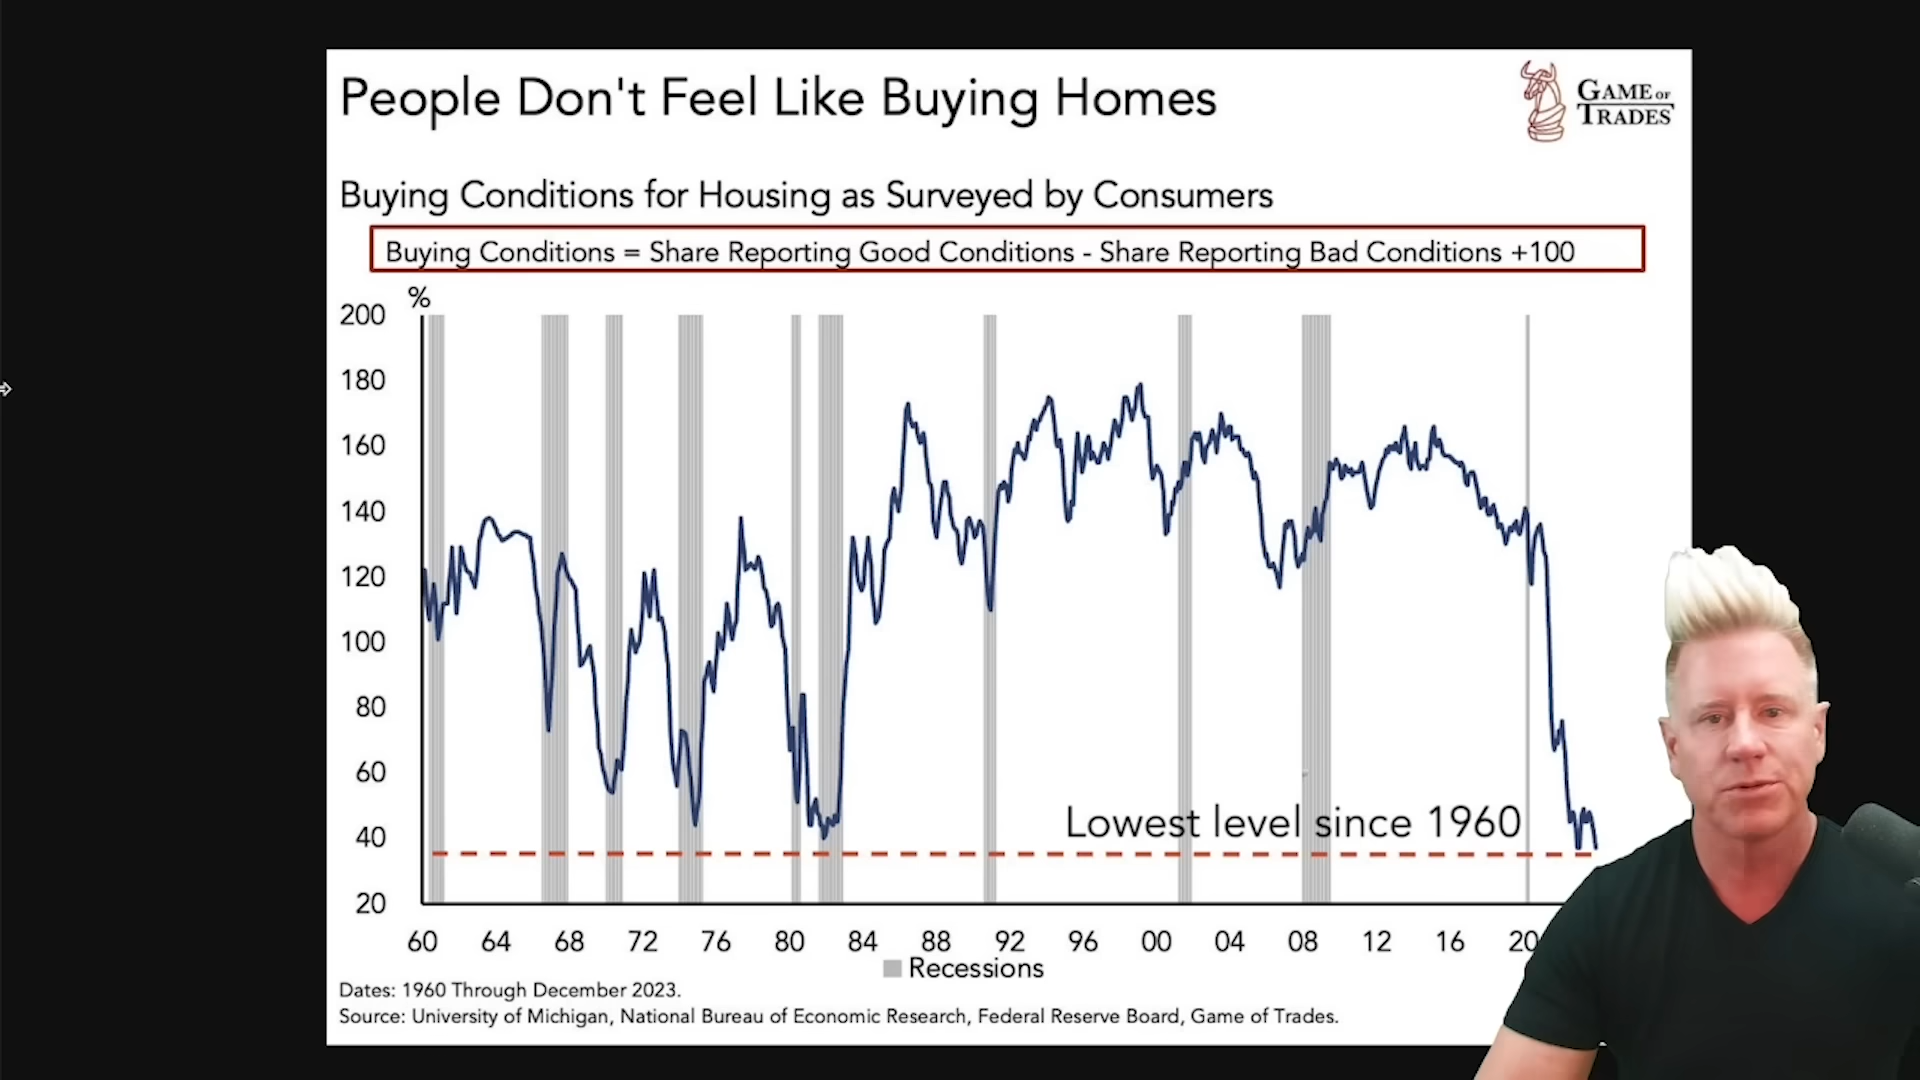 People Don't Feel Like Buying Homes
GAME OF
TRADES
Buying Conditions for Housing as Surveyed by Consumers
Buying Conditions = Share Reporting Good Conditions - Share Reporting Bad Conditions +100
%
200
180
160
140
120
100
80
60
40
20
Lowest level since 1960
60 64 68 72 76 80 84 88 92 96 00 04 08 12 16 20
Recessions
Dates: 1960 Through December 2023.
Source: University of Michigan, National Bureau of Economic Research, Federal Reserve Board, Game of Trades.